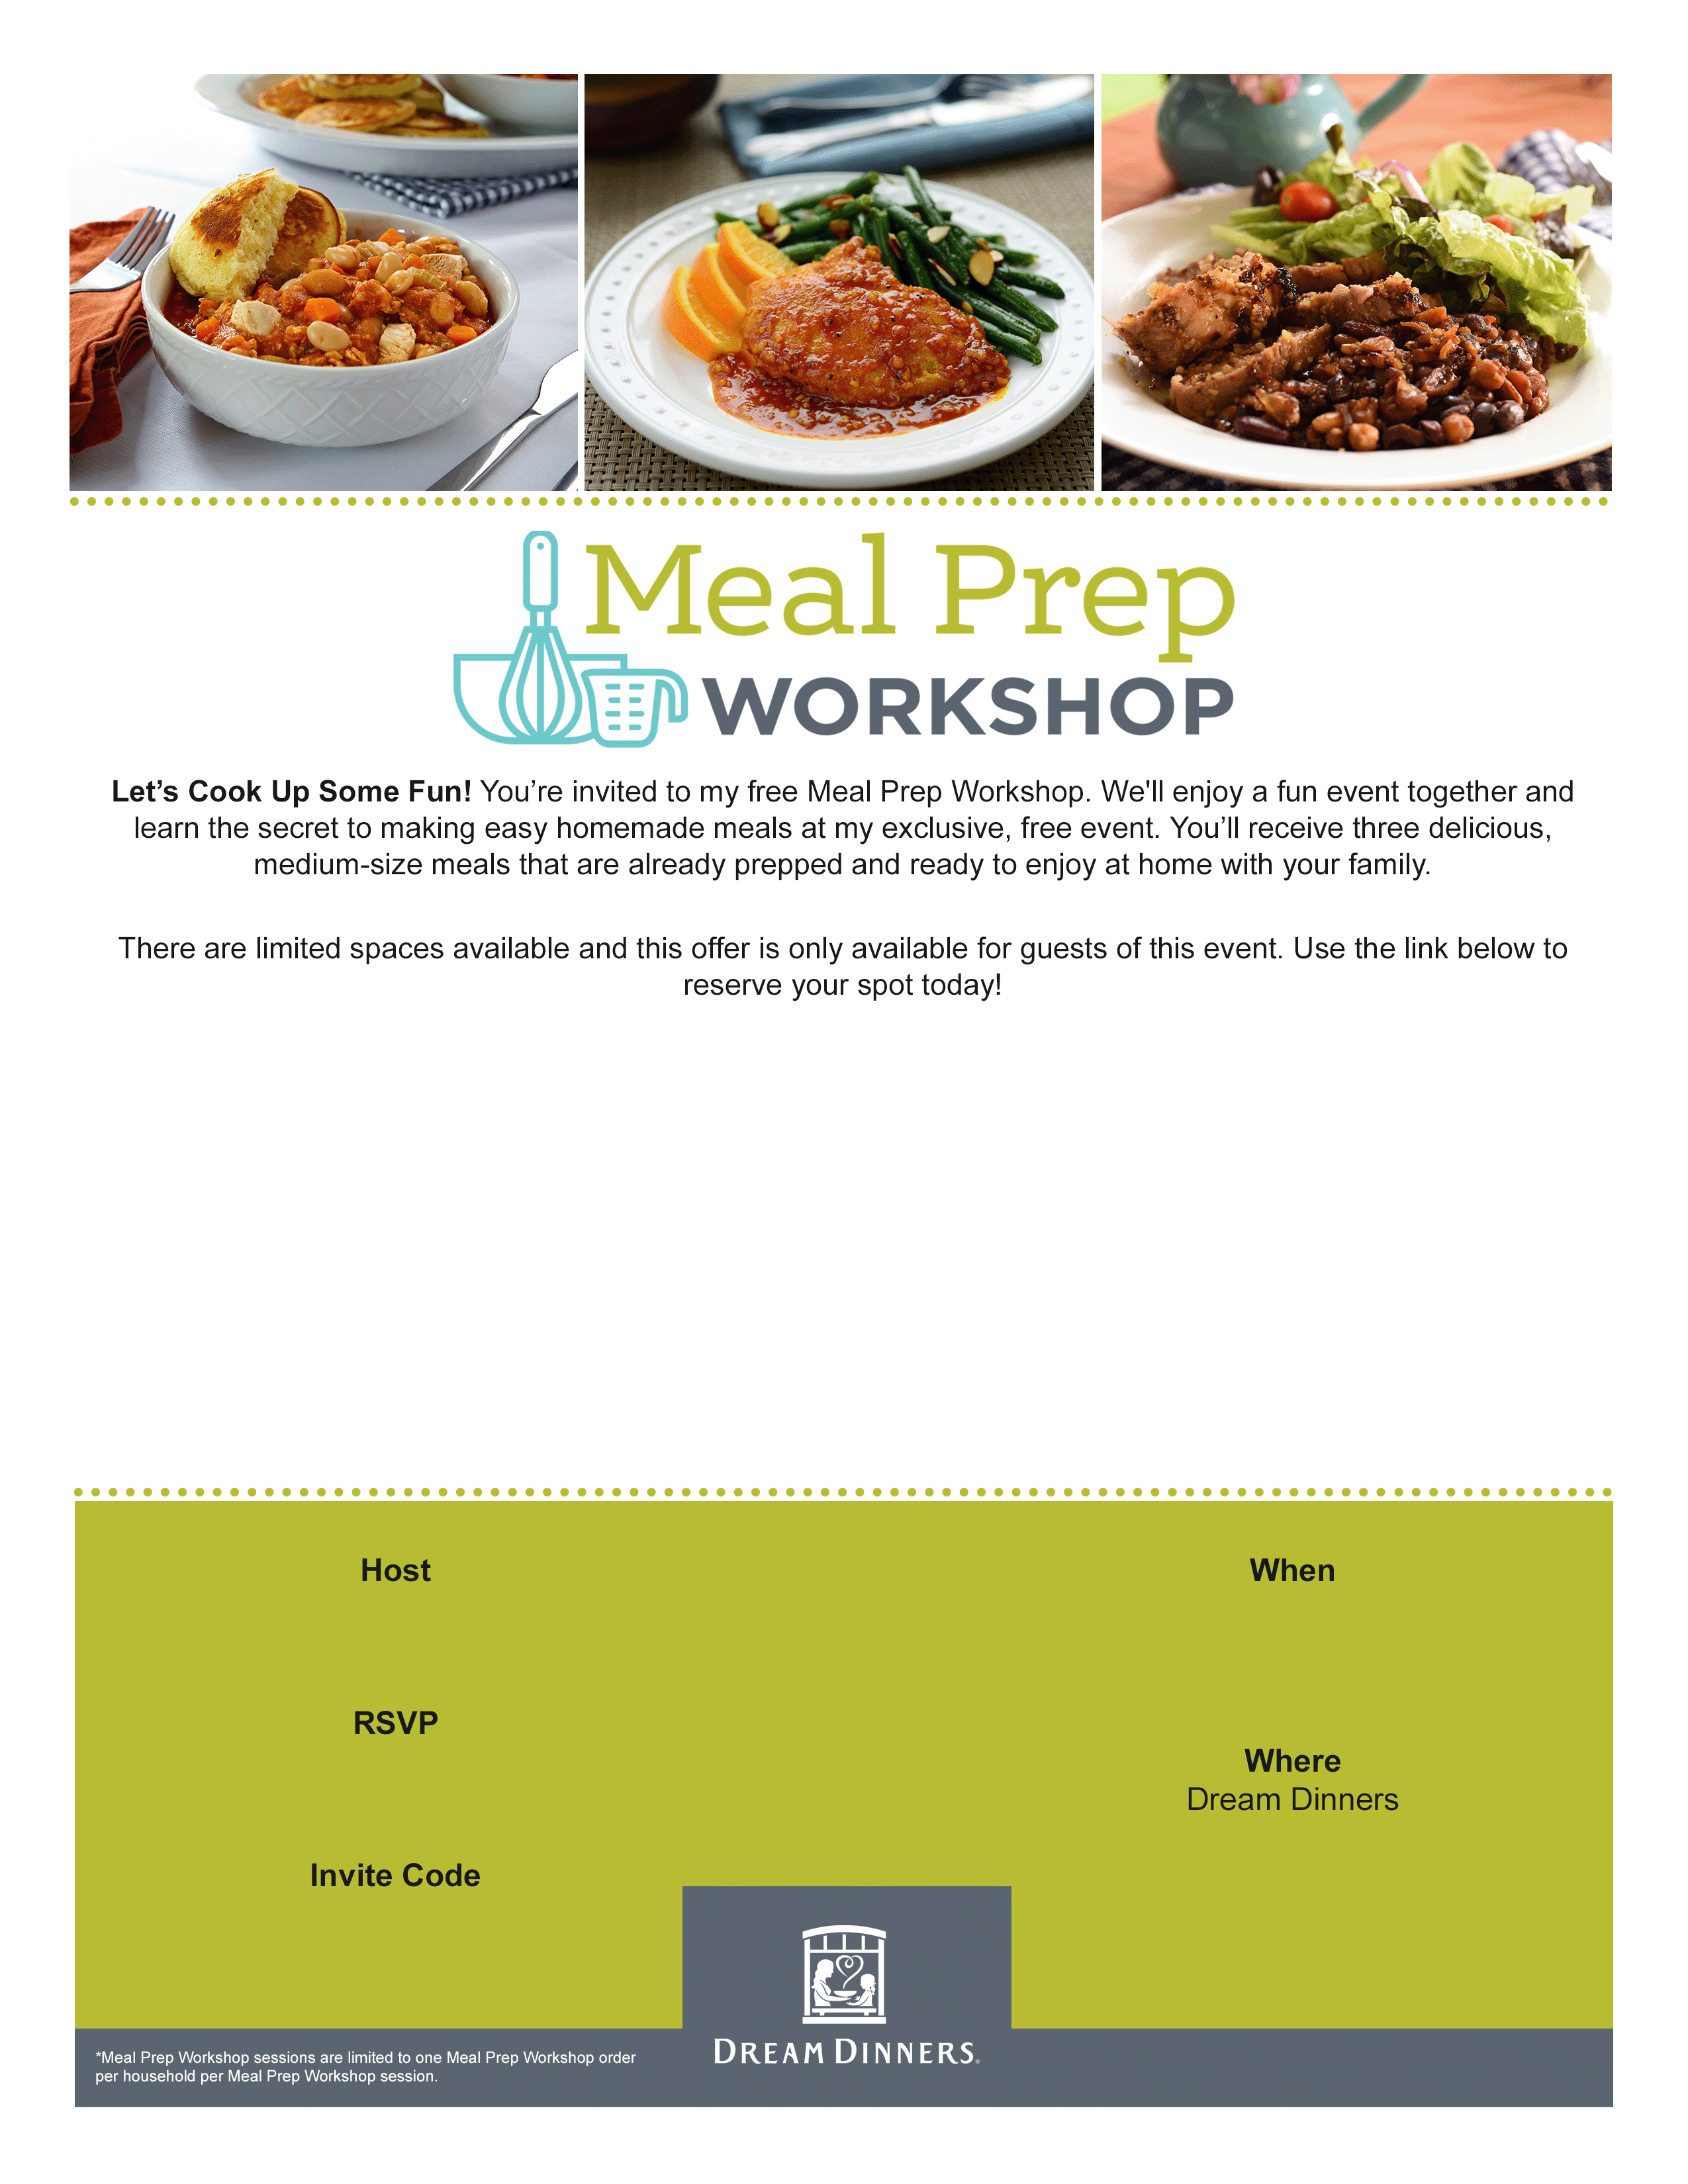 Meal Prep
WORKSHOP
Let’s Cook Up Some Fun! You’re invited to my free Meal Prep Workshop. We'll enjoy a fun event together and
learn the secret to making easy homemade meals at my exclusive, free event. You’ll receive three delicious,
medium-size meals that are already prepped and ready to enjoy at home with your family.
There are limited spaces available and this offer is only available for guests of this event. Use the link below to
reserve your spot today!
Host
RSVP
Invite Code
When
Where
Dream Dinners
DREAM DINNERS®
*Meal Prep Workshop sessions are limited to one Meal Prep Workshop order
per household per Meal Prep Workshop session.